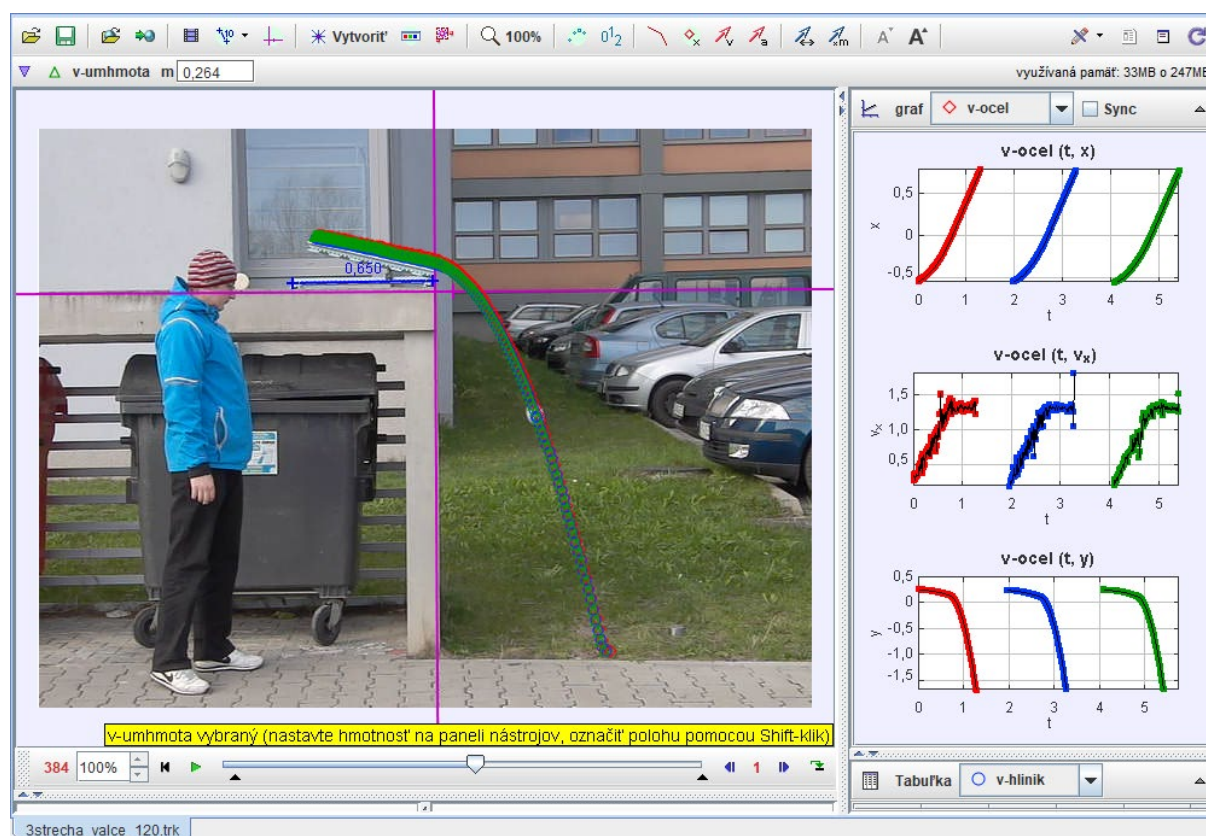 Vytvoriť 100%
v-umhmota m 0,264
využívaná pamäť: 33MB o 247MB
graf v-ocel Sync
v-ocel (t, x)
0,5
0
-0,5
x
0 1 2 3 4 5
t
v-ocel (t, vₓ)
1,5
1,0
0,5
vₓ
0 1 2 3 4 5
t
v-ocel (t, y)
0,5
0
-0,5
-1,0
-1,5
y
0 1 2 3 4 5
t
0,650
v-umhmota vybraný (nastavte hmotnosť na paneli nástrojov, označiť polohu pomocou Shift-klik)
384 100% 1
Tabuľka v-hlinik
3strecha_valce_120.trk